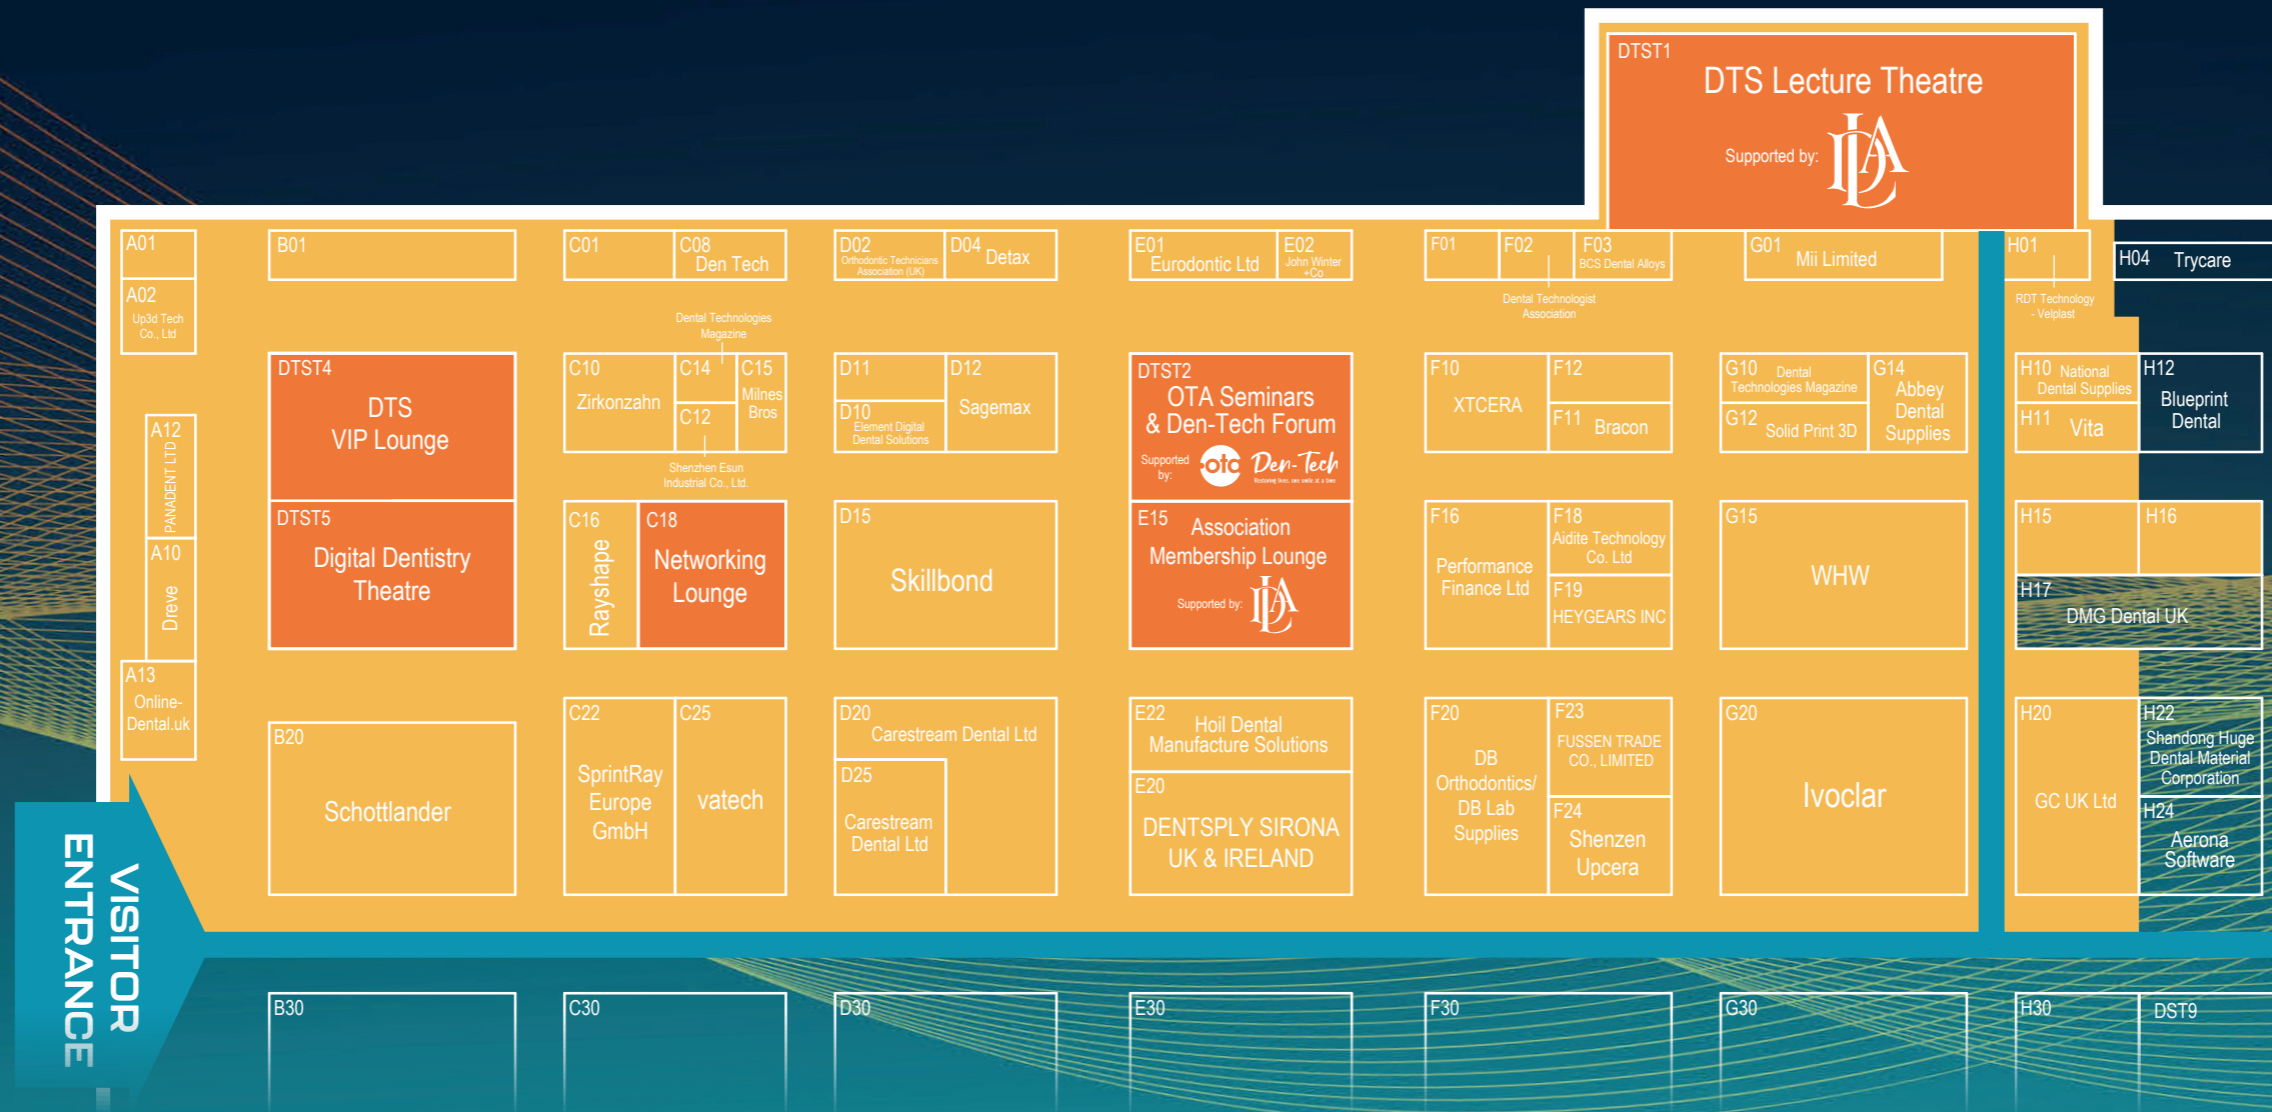 DTST1
DTS Lecture Theatre
Supported by:
DLA
A01
B01
C01
C08
Den Tech
D02
Orthodontic Technicians
Association (UK)
D04
Detax
E01
Eurodontic Ltd
E02
John Winter
+Co
F01
F02
Dental Technologist
Association
F03
BCS Dental Alloys
G01
Mii Limited
H01
RDT Technology
- Velplast
H04
Trycare
A02
Up3d Tech
Co., Ltd
DTST4
DTS
VIP Lounge
C10
Zirkonzahn
Dental Technologies
Magazine
C14
C15
Milnes
Bros
C12
Shenzhen Esun
Industrial Co., Ltd.
D11
D10
Element Digital
Dental Solutions
D12
Sagemax
DTST2
OTA Seminars
& Den-Tech Forum
Supported
by:
ota
Den-Tech
Restoring lives, one smile at a time
F10
XTCERA
F12
F11
Bracon
G10
Dental
Technologies Magazine
G12
Solid Print 3D
G14
Abbey
Dental
Supplies
H10
National
Dental Supplies
H11
Vita
H12
Blueprint
Dental
A12
PANADENT LTD
A10
Dreve
DTST5
Digital Dentistry
Theatre
C16
Rayshape
C18
Networking
Lounge
D15
Skillbond
E15
Association
Membership Lounge
Supported by:
DLA
F16
Performance
Finance Ltd
F18
Aidite Technology
Co. Ltd
F19
HEYGEARS INC
G15
WHW
H15
H16
H17
DMG Dental UK
A13
Online-
Dental.uk
B20
Schottlander
C22
SprintRay
Europe
GmbH
C25
vatech
D20
Carestream Dental Ltd
D25
Carestream
Dental Ltd
E22
Hoil Dental
Manufacture Solutions
E20
DENTSPLY SIRONA
UK & IRELAND
F20
DB
Orthodontics/
DB Lab
Supplies
F23
FUSSEN TRADE
CO., LIMITED
F24
Shenzen
Upcera
G20
Ivoclar
H20
GC UK Ltd
H22
Shandong Huge
Dental Material
Corporation
H24
Aerona
Software
VISITOR
ENTRANCE
B30
C30
D30
E30
F30
G30
H30
DST9